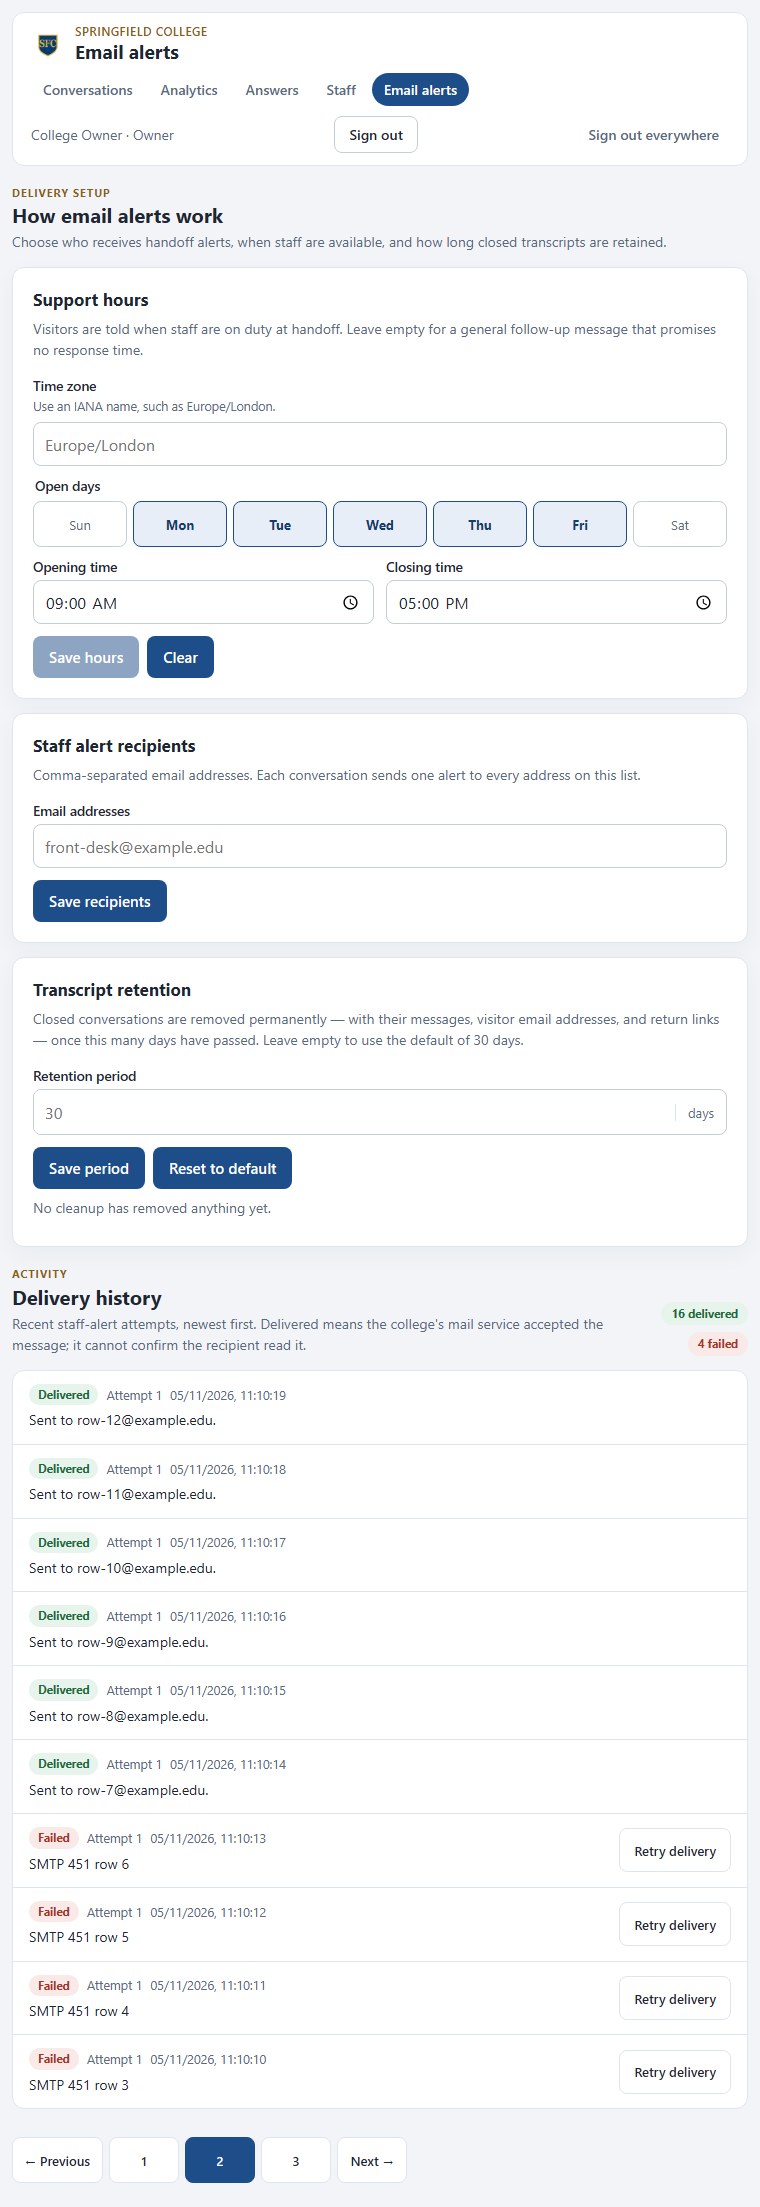 SFC
SPRINGFIELD COLLEGE
Email alerts
Conversations Analytics Answers Staff Email alerts
College Owner · Owner Sign out Sign out everywhere
DELIVERY SETUP
How email alerts work
Choose who receives handoff alerts, when staff are available, and how long closed transcripts are retained.
Support hours
Visitors are told when staff are on duty at handoff. Leave empty for a general follow-up message that promises
no response time.
Time zone
Use an IANA name, such as Europe/London.
Europe/London
Open days
Sun Mon Tue Wed Thu Fri Sat
Opening time Closing time
09:00 AM 05:00 PM
Save hours Clear
Staff alert recipients
Comma-separated email addresses. Each conversation sends one alert to every address on this list.
Email addresses
front-desk@example.edu
Save recipients
Transcript retention
Closed conversations are removed permanently — with their messages, visitor email addresses, and return links
— once this many days have passed. Leave empty to use the default of 30 days.
Retention period
30 days
Save period Reset to default
No cleanup has removed anything yet.
ACTIVITY
Delivery history
Recent staff-alert attempts, newest first. Delivered means the college's mail service accepted the
message; it cannot confirm the recipient read it.
16 delivered
4 failed
Delivered Attempt 1 05/11/2026, 11:10:19
Sent to row-12@example.edu.
Delivered Attempt 1 05/11/2026, 11:10:18
Sent to row-11@example.edu.
Delivered Attempt 1 05/11/2026, 11:10:17
Sent to row-10@example.edu.
Delivered Attempt 1 05/11/2026, 11:10:16
Sent to row-9@example.edu.
Delivered Attempt 1 05/11/2026, 11:10:15
Sent to row-8@example.edu.
Delivered Attempt 1 05/11/2026, 11:10:14
Sent to row-7@example.edu.
Failed Attempt 1 05/11/2026, 11:10:13
SMTP 451 row 6
Retry delivery
Failed Attempt 1 05/11/2026, 11:10:12
SMTP 451 row 5
Retry delivery
Failed Attempt 1 05/11/2026, 11:10:11
SMTP 451 row 4
Retry delivery
Failed Attempt 1 05/11/2026, 11:10:10
SMTP 451 row 3
Retry delivery
← Previous 1 2 3 Next →